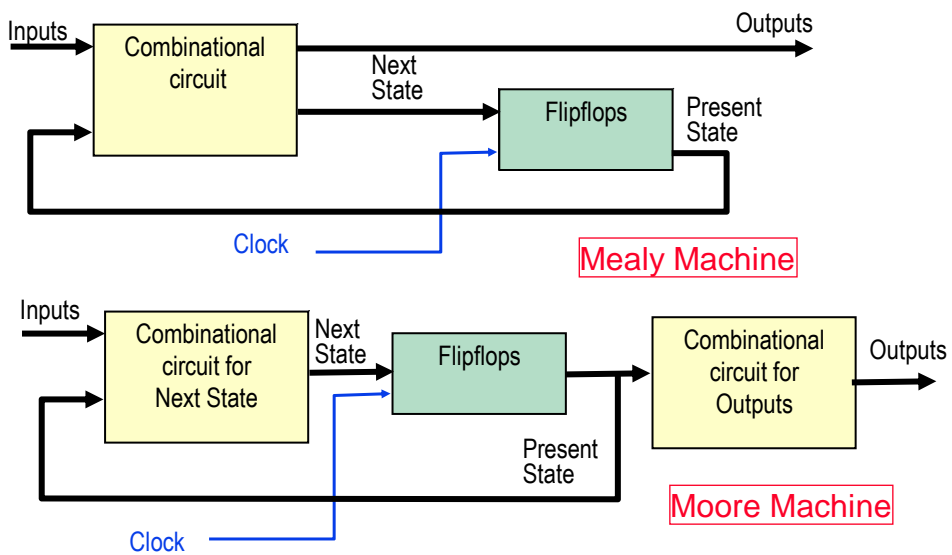 Inputs
Combinational
circuit
Outputs
Next
State
Flipflops
Present
State
Clock
Mealy Machine
Inputs
Combinational
circuit for
Next State
Next
State
Flipflops
Combinational
circuit for
Outputs
Outputs
Present
State
Moore Machine
Clock